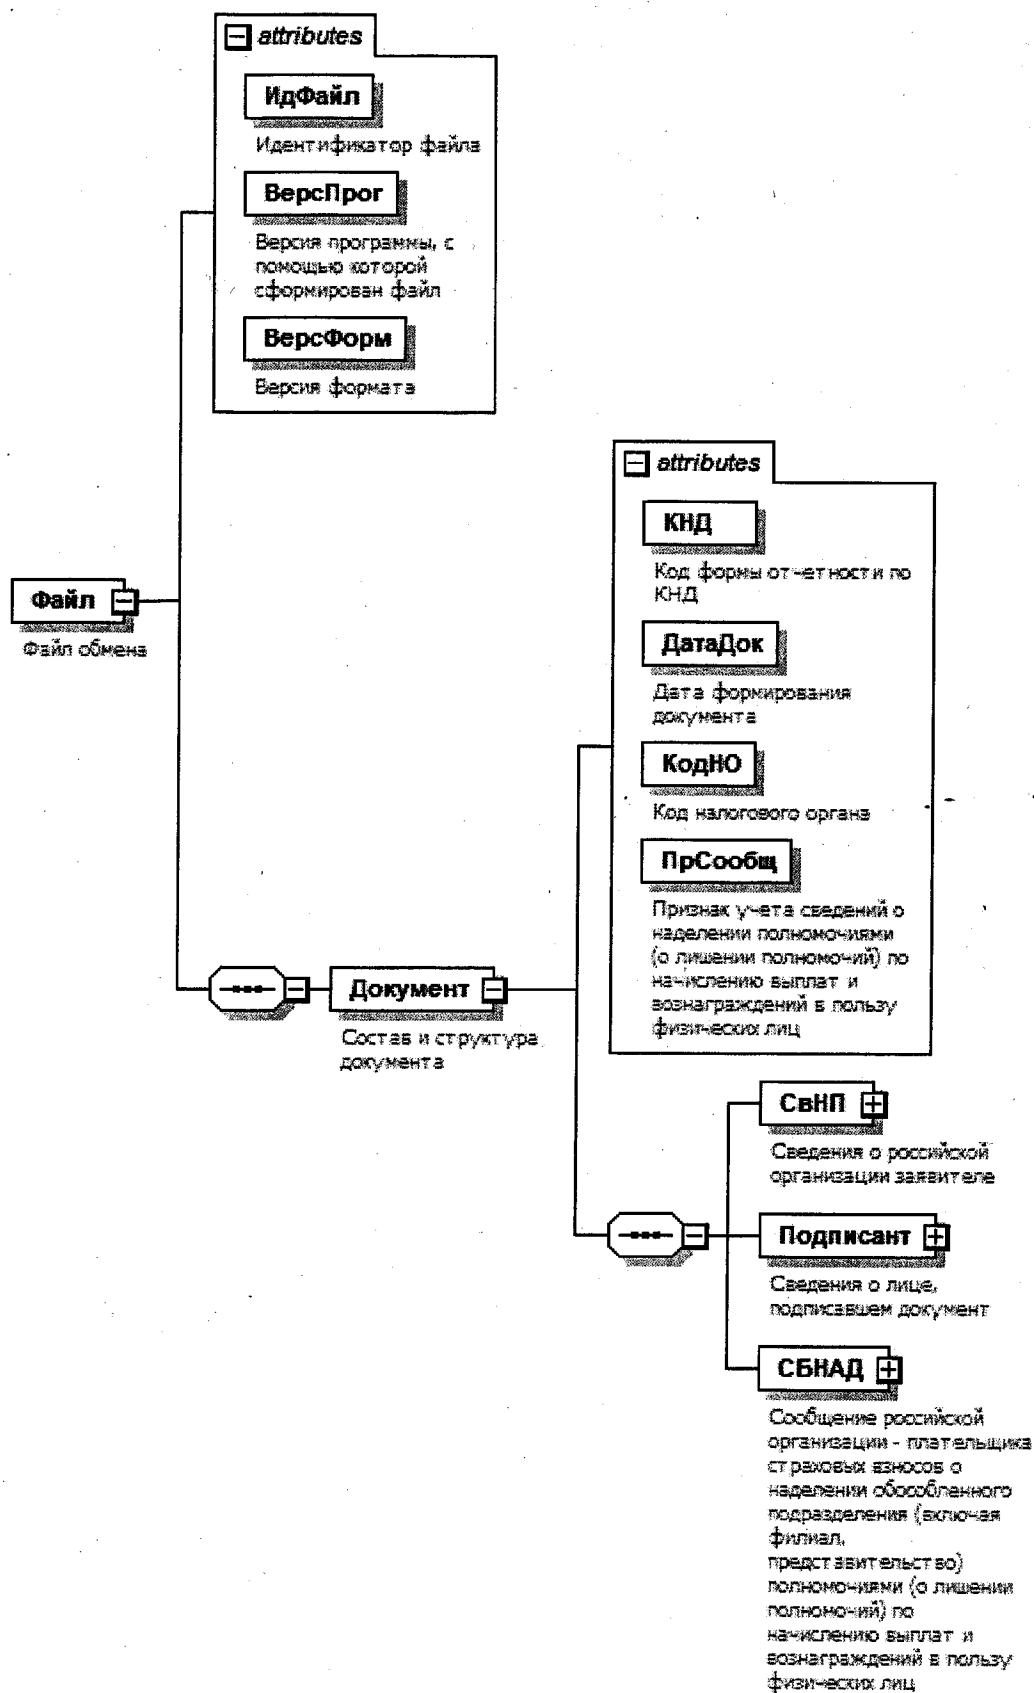 attributes
ИдФайл
Идентификатор файла
ВерсПрог
Версия программы, с
помощью которой
сформирован файл
ВерсФорм
Версия формата
attributes
КНД
Код формы отчетности по
КНД
ДатаДок
Дата формирования
документа
КодНО
Код налогового органа
ПрСообщ
Признак учета сведений о
наделении полномочиями
(о лишении полномочий) по
начислению выплат и
вознаграждений в пользу
физических лиц
Файл
Файл обмена
Документ
Состав и структура
документа
СвНП
Сведения о российской
организации заявителе
Подписант
Сведения о лице,
подписавшем документ
СБНАД
Сообщение российской
организации - плательщика
страховых взносов о
наделении обособленного
подразделения (включая
филиал,
представительство)
полномочиями (о лишении
полномочий) по
начислению выплат и
вознаграждений в пользу
физических лиц